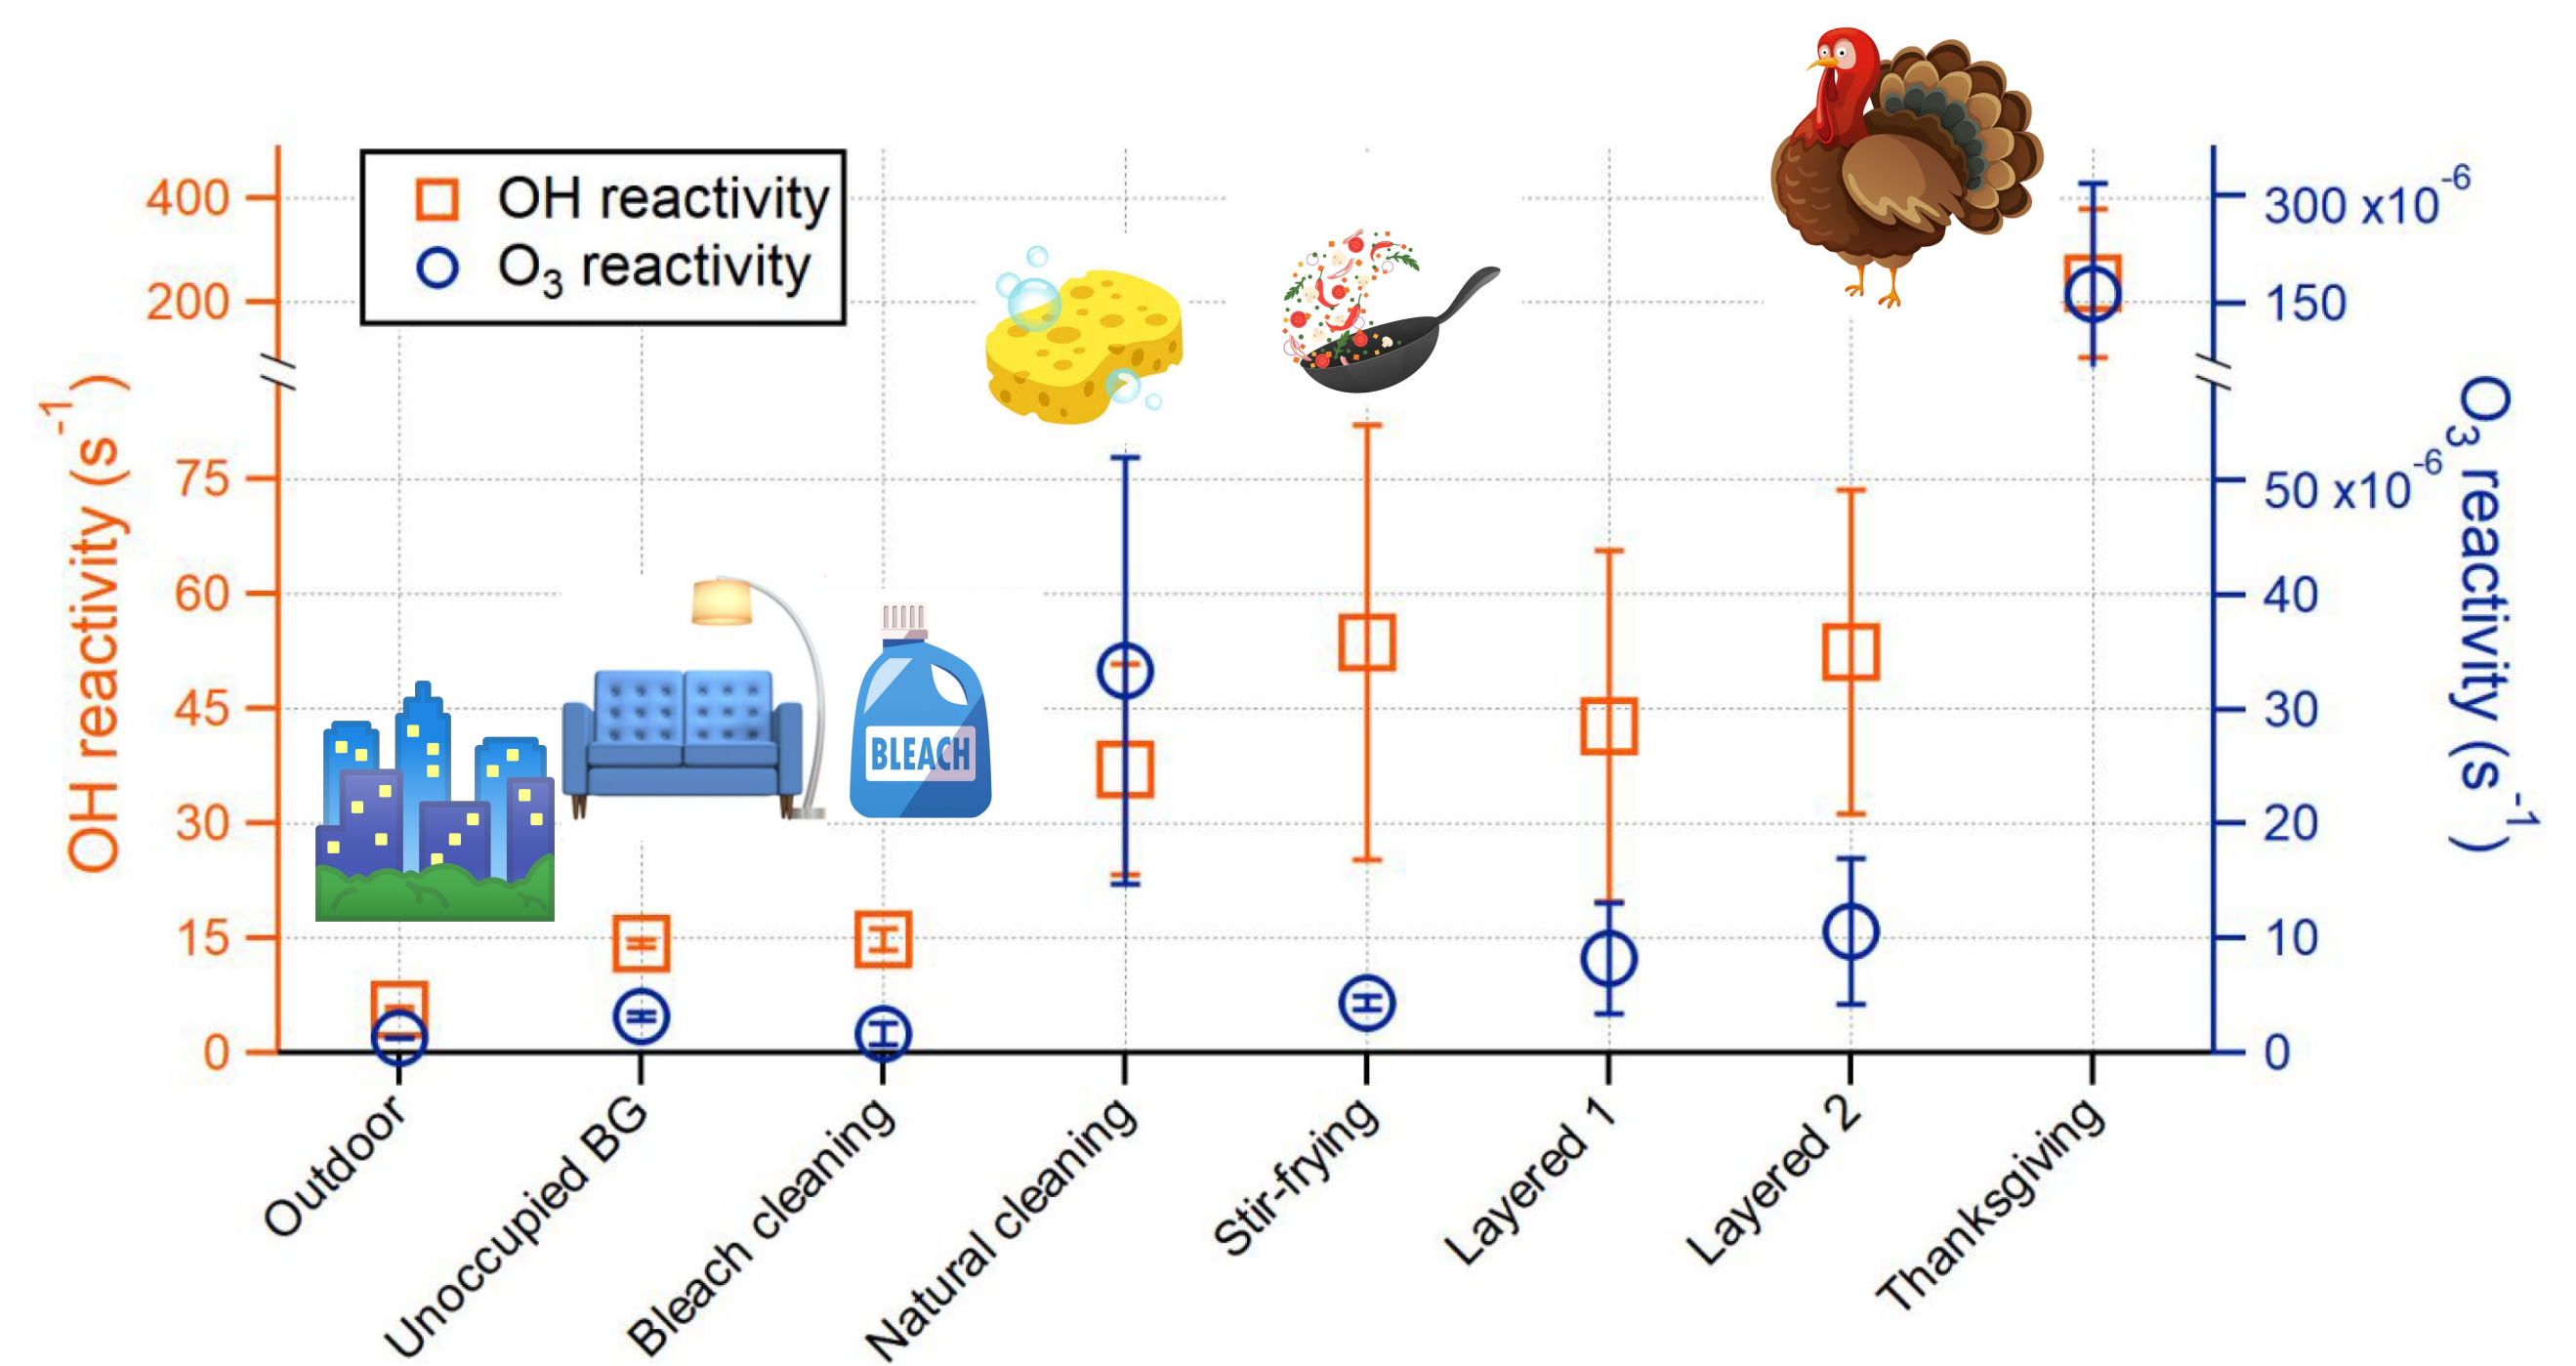 OH reactivity
O₃ reactivity
400
200
75
60
45
30
15
0
OH reactivity (s⁻¹)
300 x10⁻⁶
150
50 x10⁻⁶
40
30
20
10
0
O₃ reactivity (s⁻¹)
BLEACH
Outdoor
Unoccupied BG
Bleach cleaning
Natural cleaning
Stir-frying
Layered 1
Layered 2
Thanksgiving